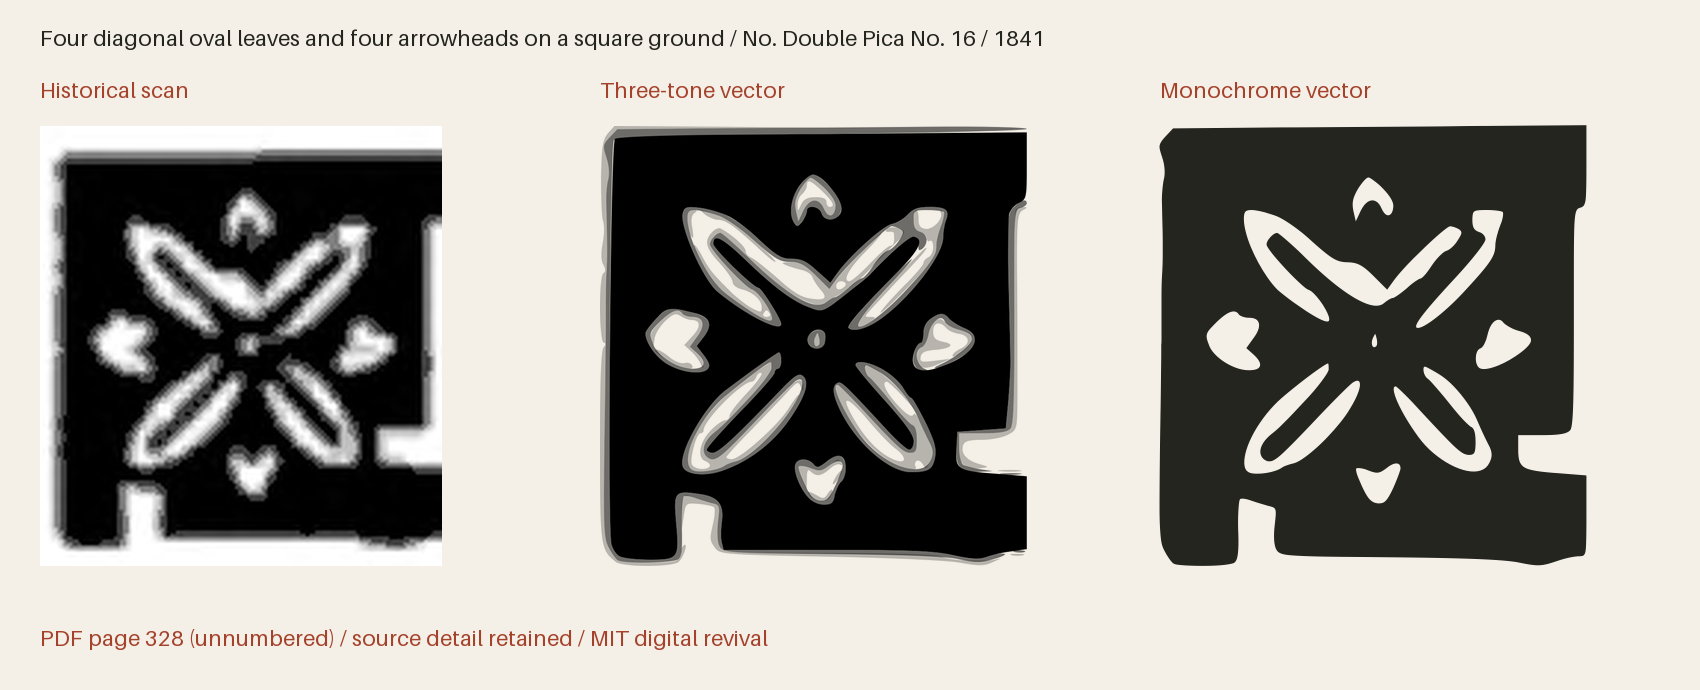 Four diagonal oval leaves and four arrowheads on a square ground / No. Double Pica No. 16 / 1841
Historical scan
Three-tone vector
Monochrome vector
PDF page 328 (unnumbered) / source detail retained / MIT digital revival